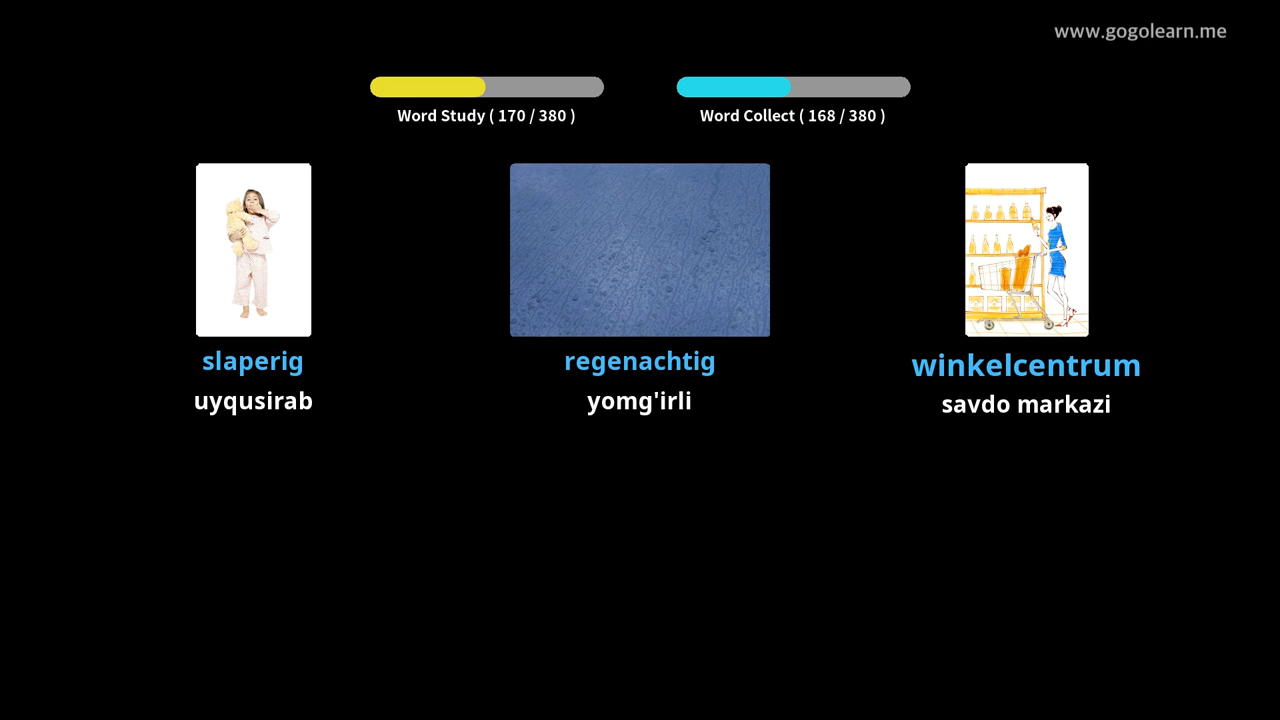 www.gogolearn.me
Word Study ( 170 / 380 )
Word Collect ( 168 / 380 )
slaperig
uyqusirab
regenachtig
yomg'irli
winkelcentrum
savdo markazi